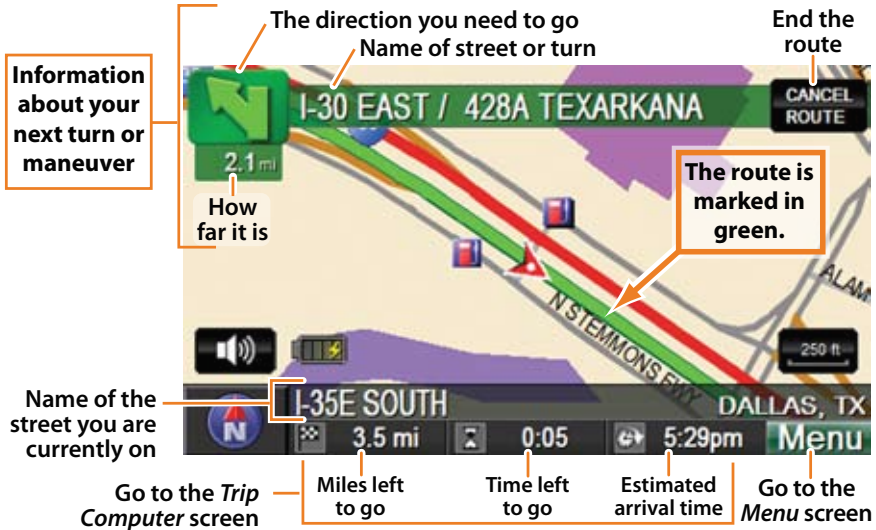 The direction you need to go
Name of street or turn
End the
route
Information
about your
next turn or
maneuver
I-30 EAST / 428A TEXARKANA
CANCEL
ROUTE
2.1 mi
How
far it is
The route is
marked in
green.
ALAM
N STEMMONS FWY
250 ft
Name of the
street you are
currently on
I-35E SOUTH
DALLAS, TX
N
3.5 mi
0:05
5:29pm
Menu
Go to the Trip
Computer screen
Miles left
to go
Time left
to go
Estimated
arrival time
Go to the
Menu screen